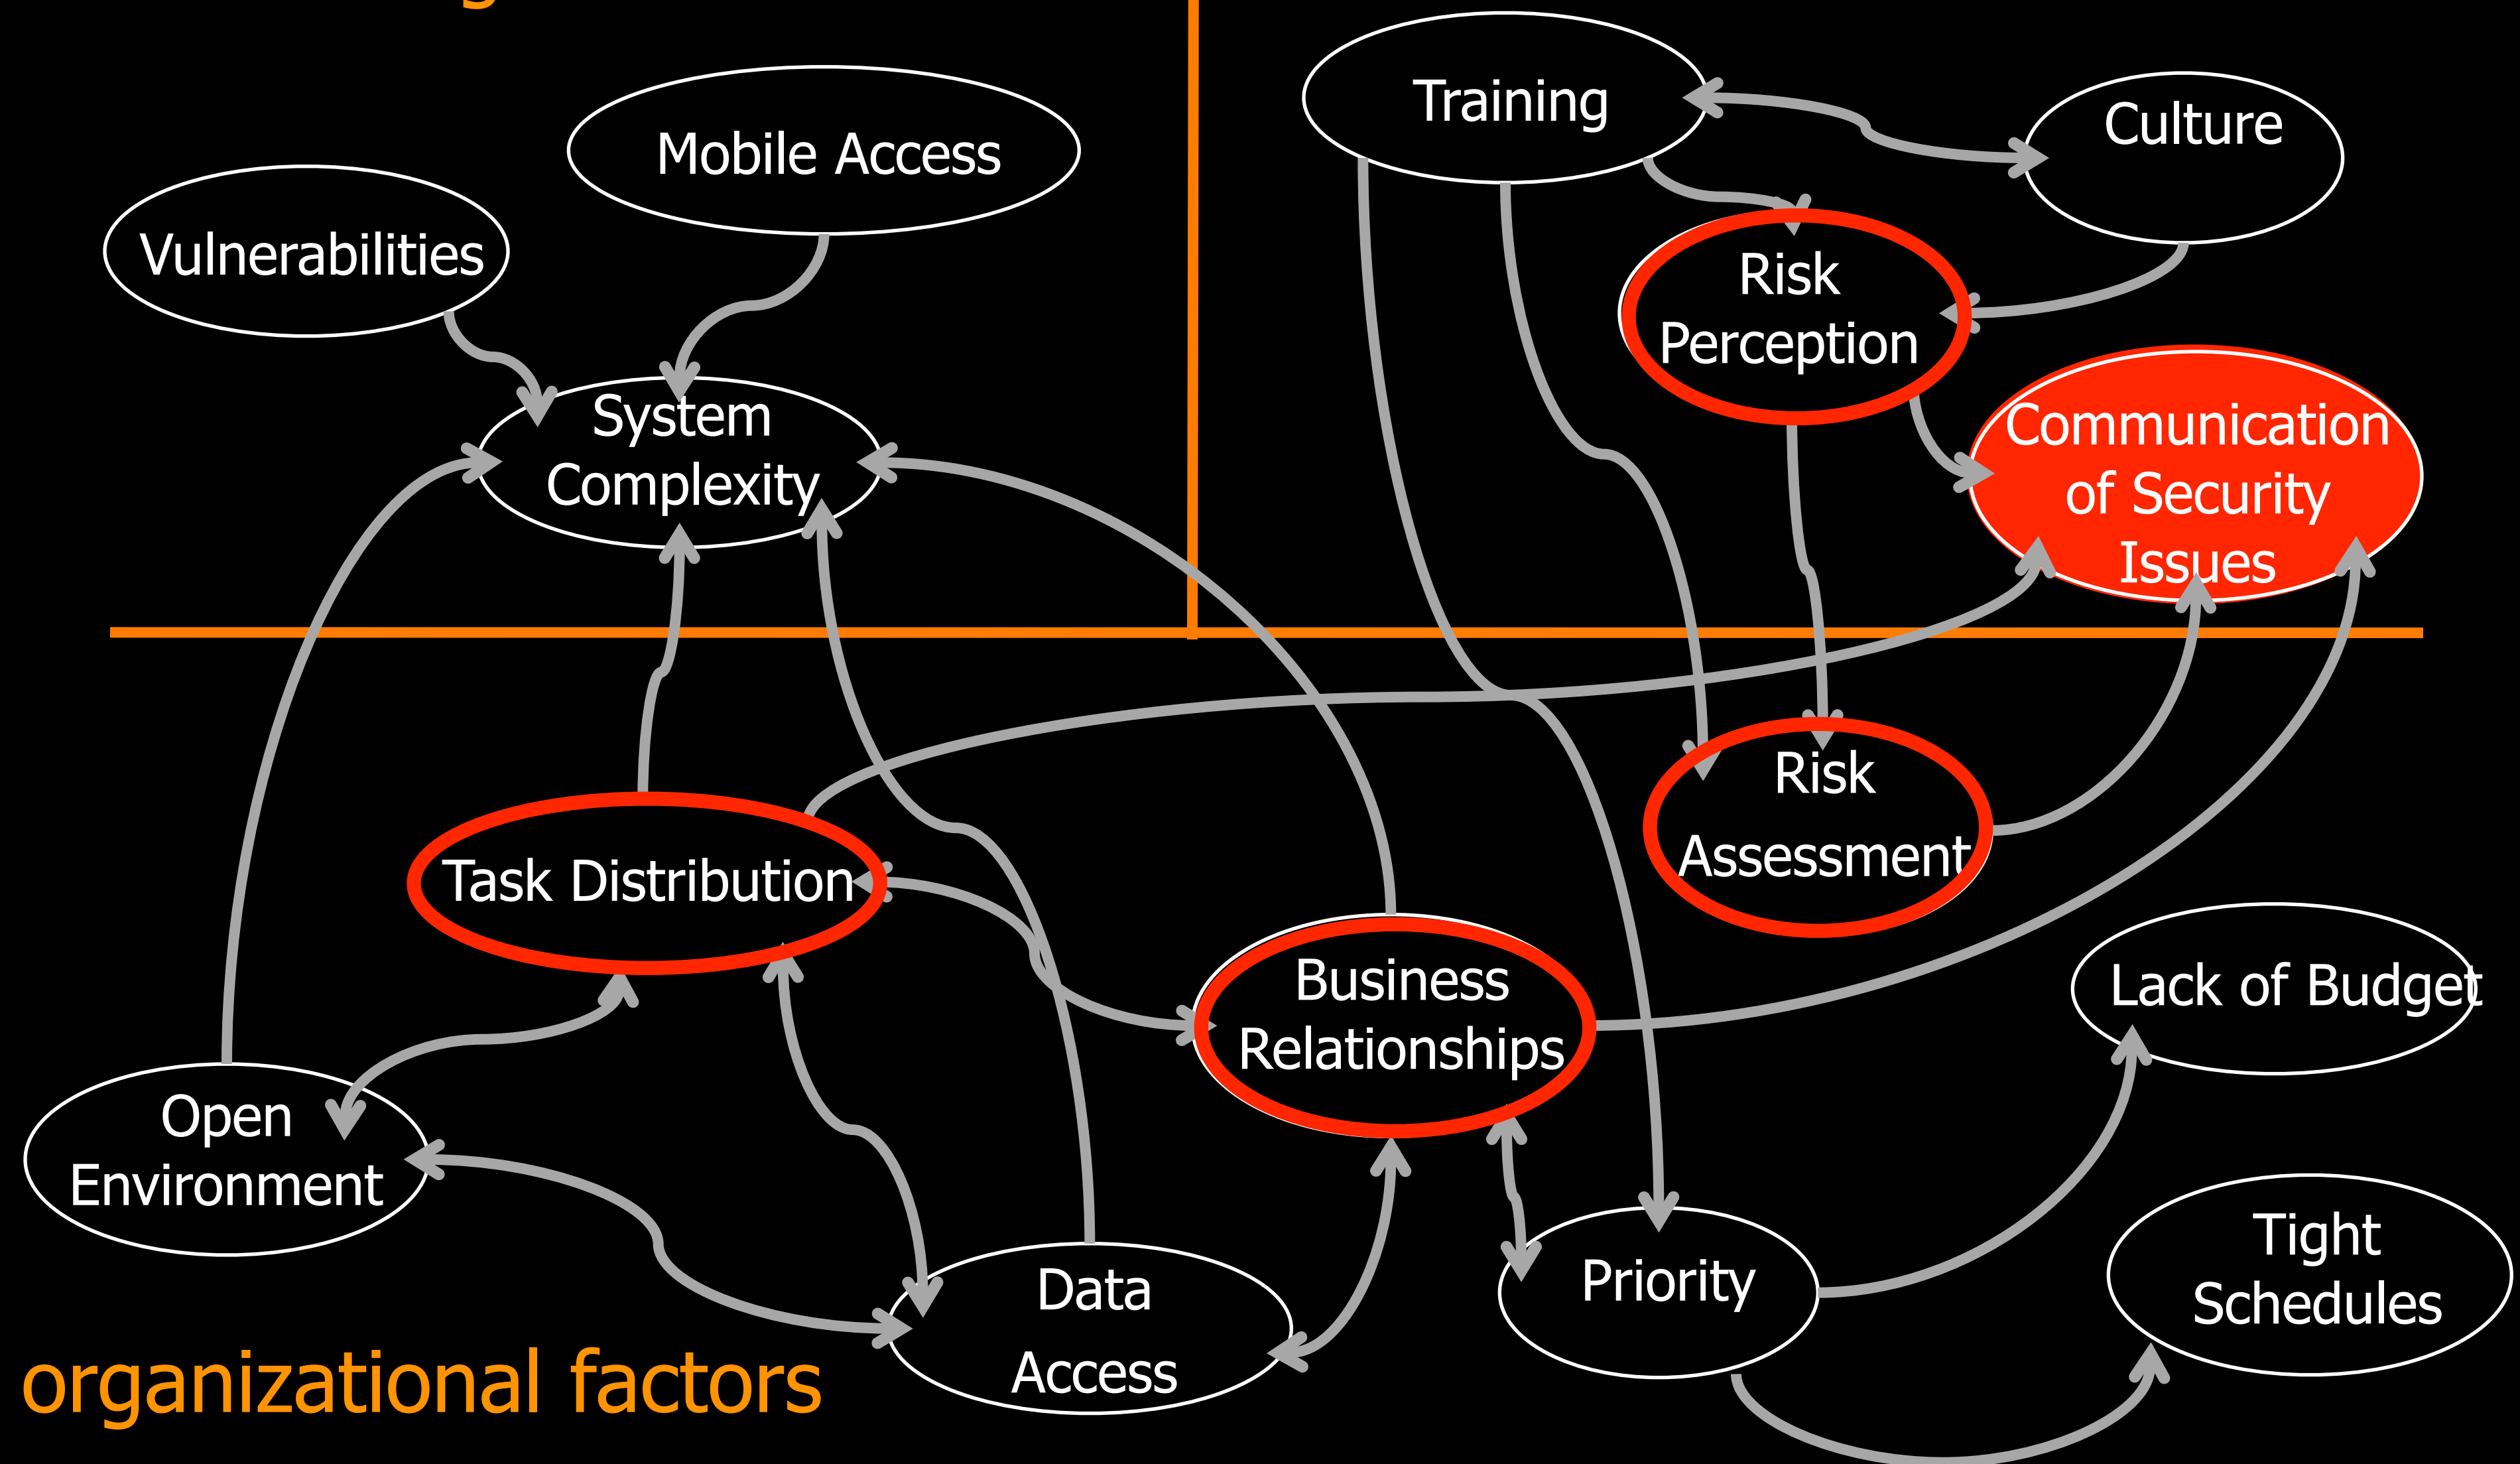 Training
Culture
Mobile Access
Vulnerabilities
Risk
Perception
System
Complexity
Communication
of Security
Issues
Risk
Assessment
Task Distribution
Business
Relationships
Lack of Budget
Open
Environment
Tight
Schedules
Data
Access
Priority
organizational factors